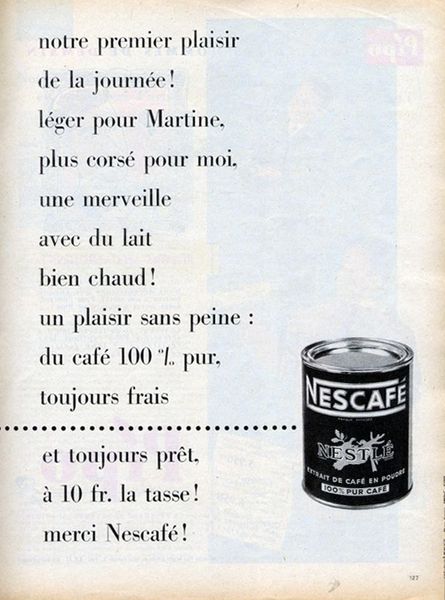 notre premier plaisir
de la journée!
léger pour Martine,
plus corsé pour moi,
une merveille
avec du lait
bien chaud!
un plaisir sans peine :
du café 100 % pur,
toujours frais
et toujours prêt,
à 10 fr. la tasse!
merci Nescafé!
NESCAFÉ
NESTLÉ
EXTRAIT DE CAFÉ EN POUDRE
100% PUR CAFÉ
127